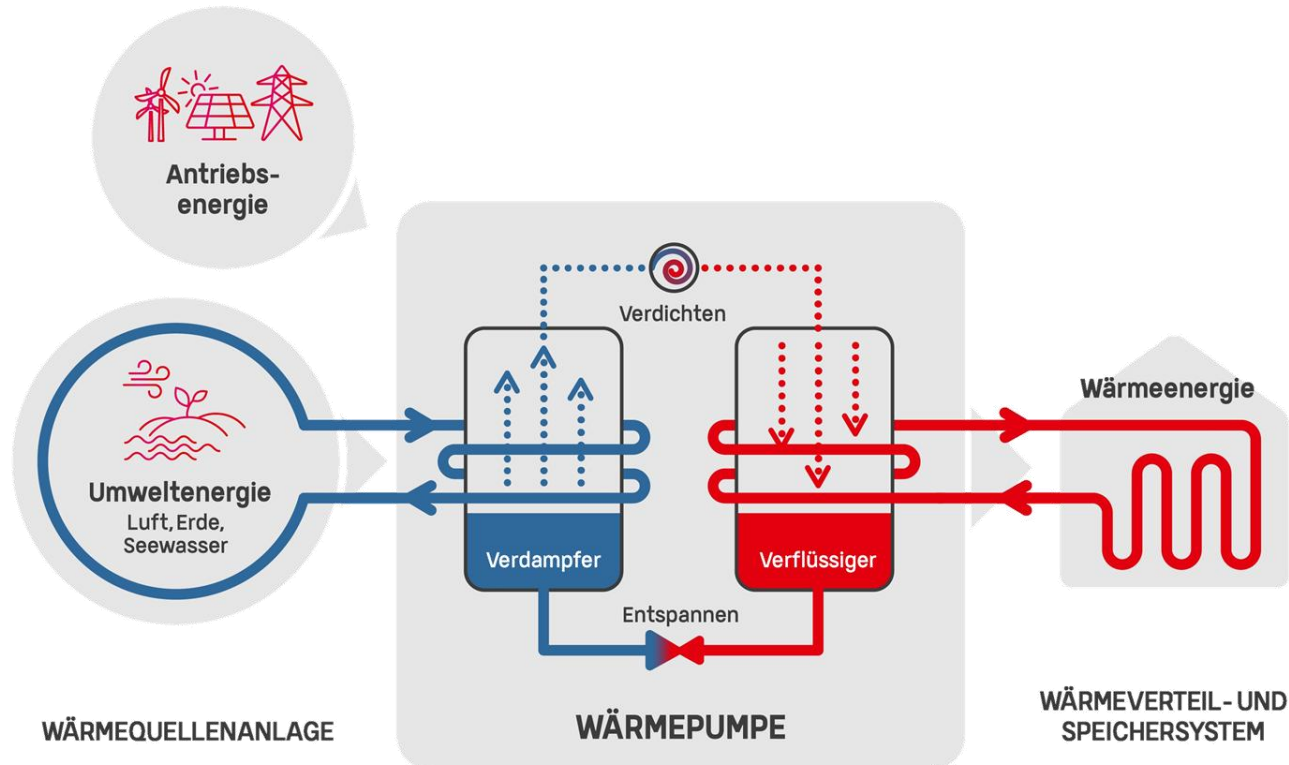 Antriebs-
energie
Verdichten
Umweltenergie
Luft, Erde,
Seewasser
Wärmeenergie
Verdampfer
Verflüssiger
Entspannen
WÄRMEQUELLENANLAGE
WÄRMEPUMPE
WÄRMEVERTEIL- UND
SPEICHERSYSTEM